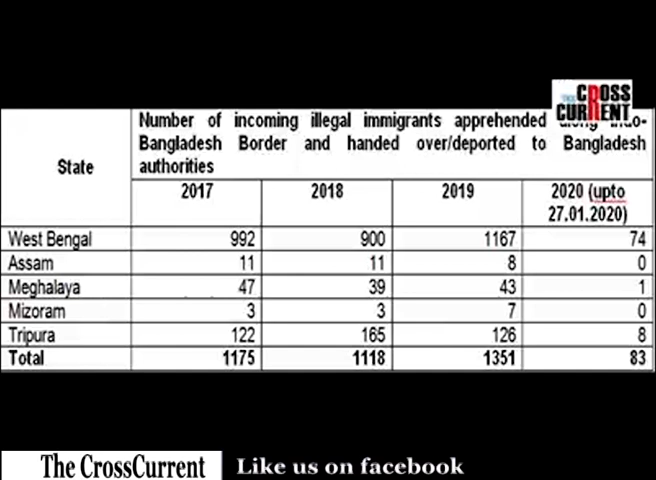 THE CROSS
CURRENT
State
Number of incoming illegal immigrants apprehended along Indo-
Bangladesh Border and handed over/deported to Bangladesh
authorities
2017 2018 2019 2020 (upto
27.01.2020)
West Bengal 992 900 1167 74
Assam 11 11 8 0
Meghalaya 47 39 43 1
Mizoram 3 3 7 0
Tripura 122 165 126 8
Total 1175 1118 1351 83
The CrossCurrent Like us on facebook